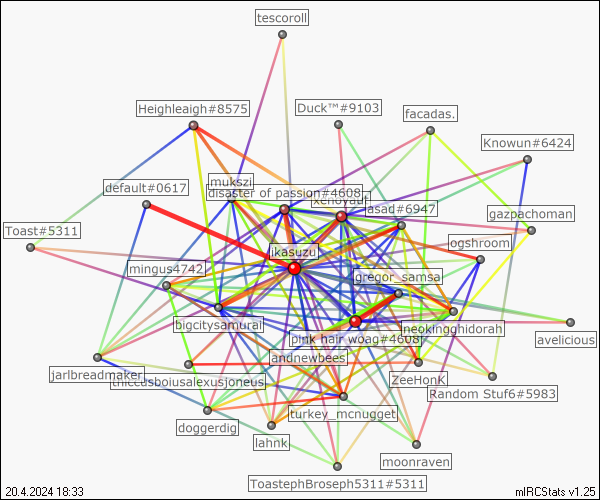 tescoroll
Heighleaigh#8575
Duck™#9103
facadas.
Knowun#6424
mukszi
default#0617
disaster of passion#4608
xenoyaut
asad#6947
gazpachoman
Toast#5311
ikasuzu
ogshroom
mingus4742
gregor_samsa
bigcitysamurai
pink hair woag#4608
neokingghidorah
avelicious
andnewbees
jarlbreadmaker
thiccusboiusalexusjoneus
ZeeHonK
Random Stuf6#5983
doggerdig
turkey_mcnugget
lahnk
moonraven
ToastephBroseph5311#5311
20.4.2024 18:33
mIRCStats v1.25